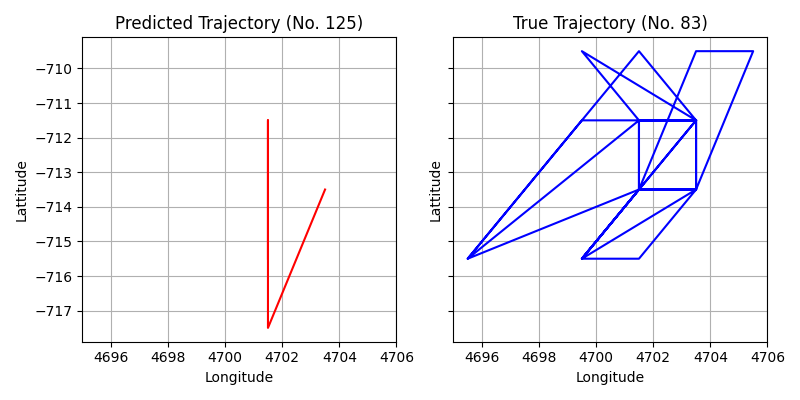 Predicted Trajectory (No. 125)
−710
−711
−712
−713
−714
−715
−716
−717
Lattitude
4696 4698 4700 4702 4704 4706
Longitude
True Trajectory (No. 83)
Lattitude
4696 4698 4700 4702 4704 4706
Longitude